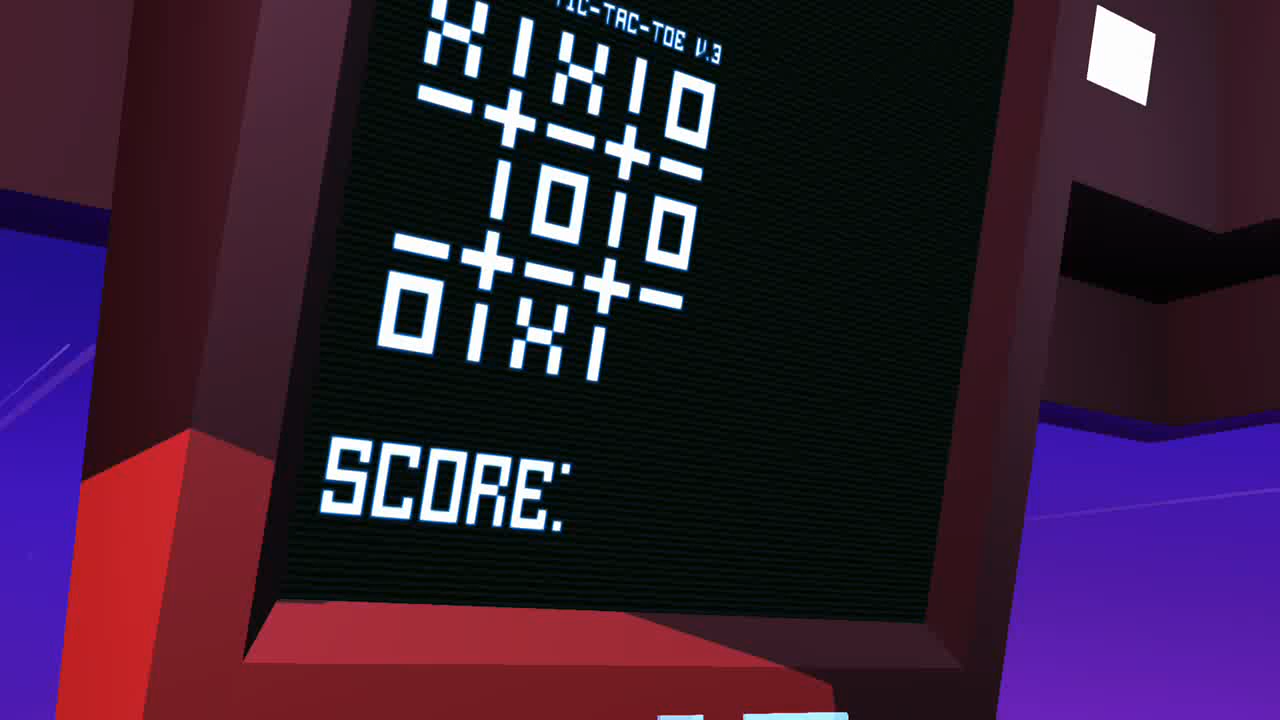 TIC-TAC-TOE V.3
X|X|O
-+-+-
 |O|O
-+-+-
O|X|
SCORE: